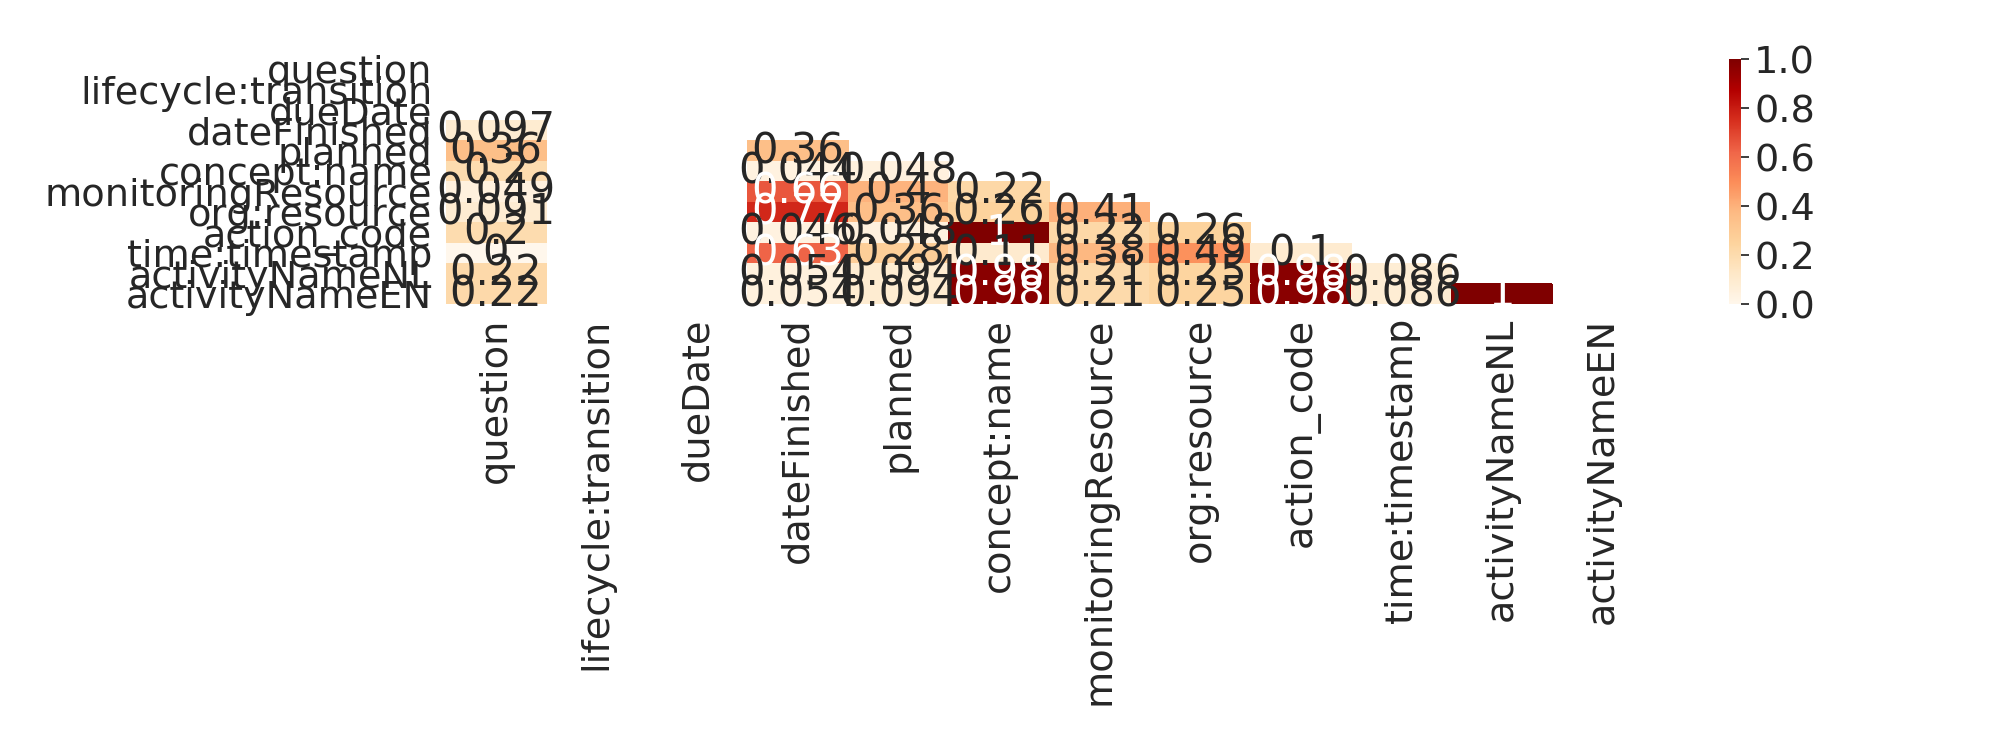 question
lifecycle:transition
dueDate
dateFinished 0.097
planned 0.36 0.36
concept:name 0.2 0.044 0.048
monitoringResource 0.049 0.66 0.4 0.22
org:resource 0.091 0.77 0.36 0.26 0.41
action_code 0.2 0.046 0.048 1 0.22 0.26
time:timestamp 0 0.63 0.28 0.11 0.38 0.49 0.1
activityNameNL 0.22 0.054 0.094 0.98 0.21 0.25 0.98 0.086
activityNameEN 0.22 0.054 0.094 0.98 0.21 0.25 0.98 0.086 1
question
lifecycle:transition
dueDate
dateFinished
planned
concept:name
monitoringResource
org:resource
action_code
time:timestamp
activityNameNL
activityNameEN
1.0
0.8
0.6
0.4
0.2
0.0